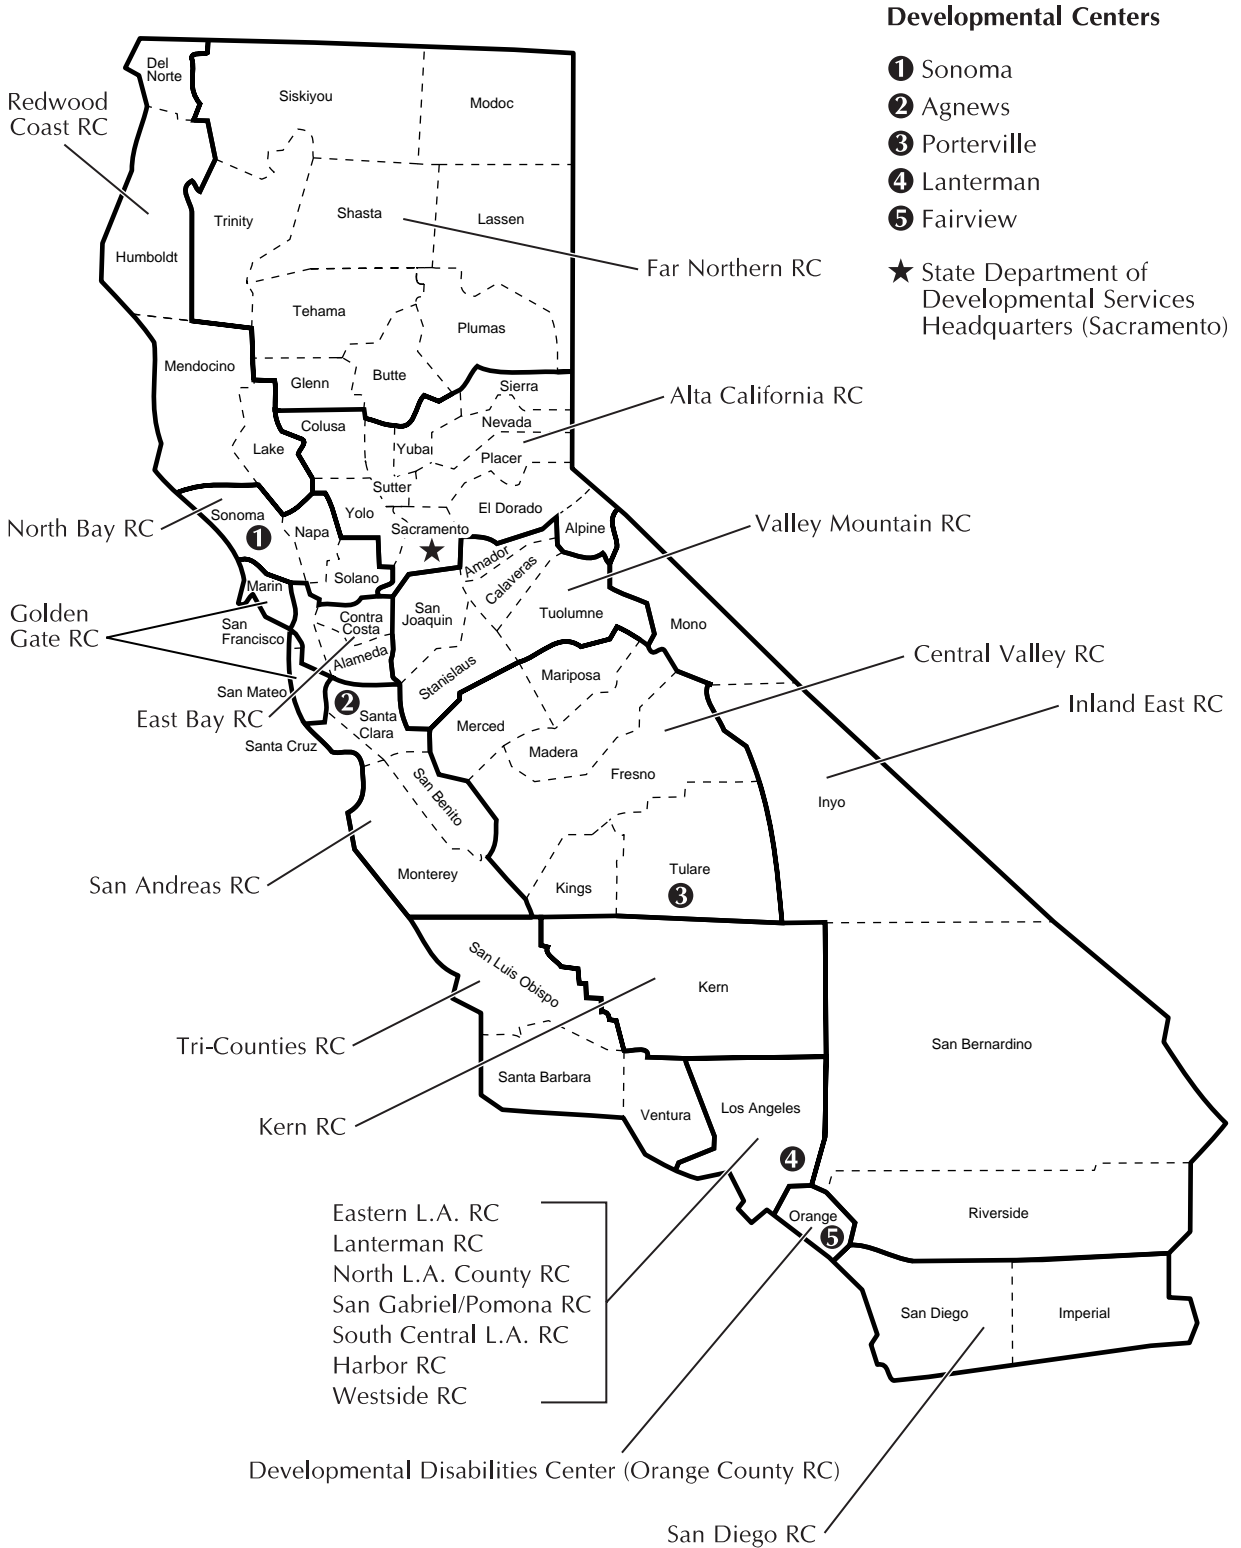 Developmental Centers
1 Sonoma
2 Agnews
3 Porterville
4 Lanterman
5 Fairview
★ State Department of
Developmental Services
Headquarters (Sacramento)
Del
Norte
Siskiyou
Modoc
Redwood
Coast RC
Trinity
Shasta
Lassen
Humboldt
Far Northern RC
Tehama
Plumas
Mendocino
Glenn
Butte
Sierra
Alta California RC
Colusa
Nevada
Lake
Yuba
Placer
Sutter
El Dorado
North Bay RC
Sonoma
1
Napa
Yolo
Sacramento
★
Alpine
Valley Mountain RC
Amador
Calaveras
Marin
Solano
Golden
Gate RC
San
Francisco
Contra
Costa
San
Joaquin
Tuolumne
Mono
Alameda
Stanislaus
Mariposa
Central Valley RC
San Mateo
East Bay RC
2
Santa
Clara
Merced
Inland East RC
Santa Cruz
Madera
Fresno
San Benito
Inyo
San Andreas RC
Monterey
Kings
Tulare
3
San Luis Obispo
Kern
Tri-Counties RC
San Bernardino
Santa Barbara
Kern RC
Ventura
Los Angeles
4
Eastern L.A. RC
Lanterman RC
North L.A. County RC
San Gabriel/Pomona RC
South Central L.A. RC
Harbor RC
Westside RC
Orange
5
Riverside
San Diego
Imperial
Developmental Disabilities Center (Orange County RC)
San Diego RC